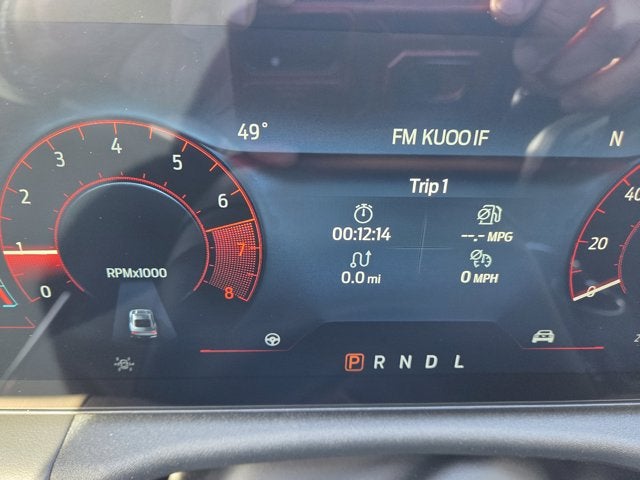 49°
FM KUOO IF
N
Trip 1
00:12:14
--.- MPG
0.0 mi
0 MPH
0
1
2
3
4
5
6
7
8
RPMx1000
0
20
40
P R N D L